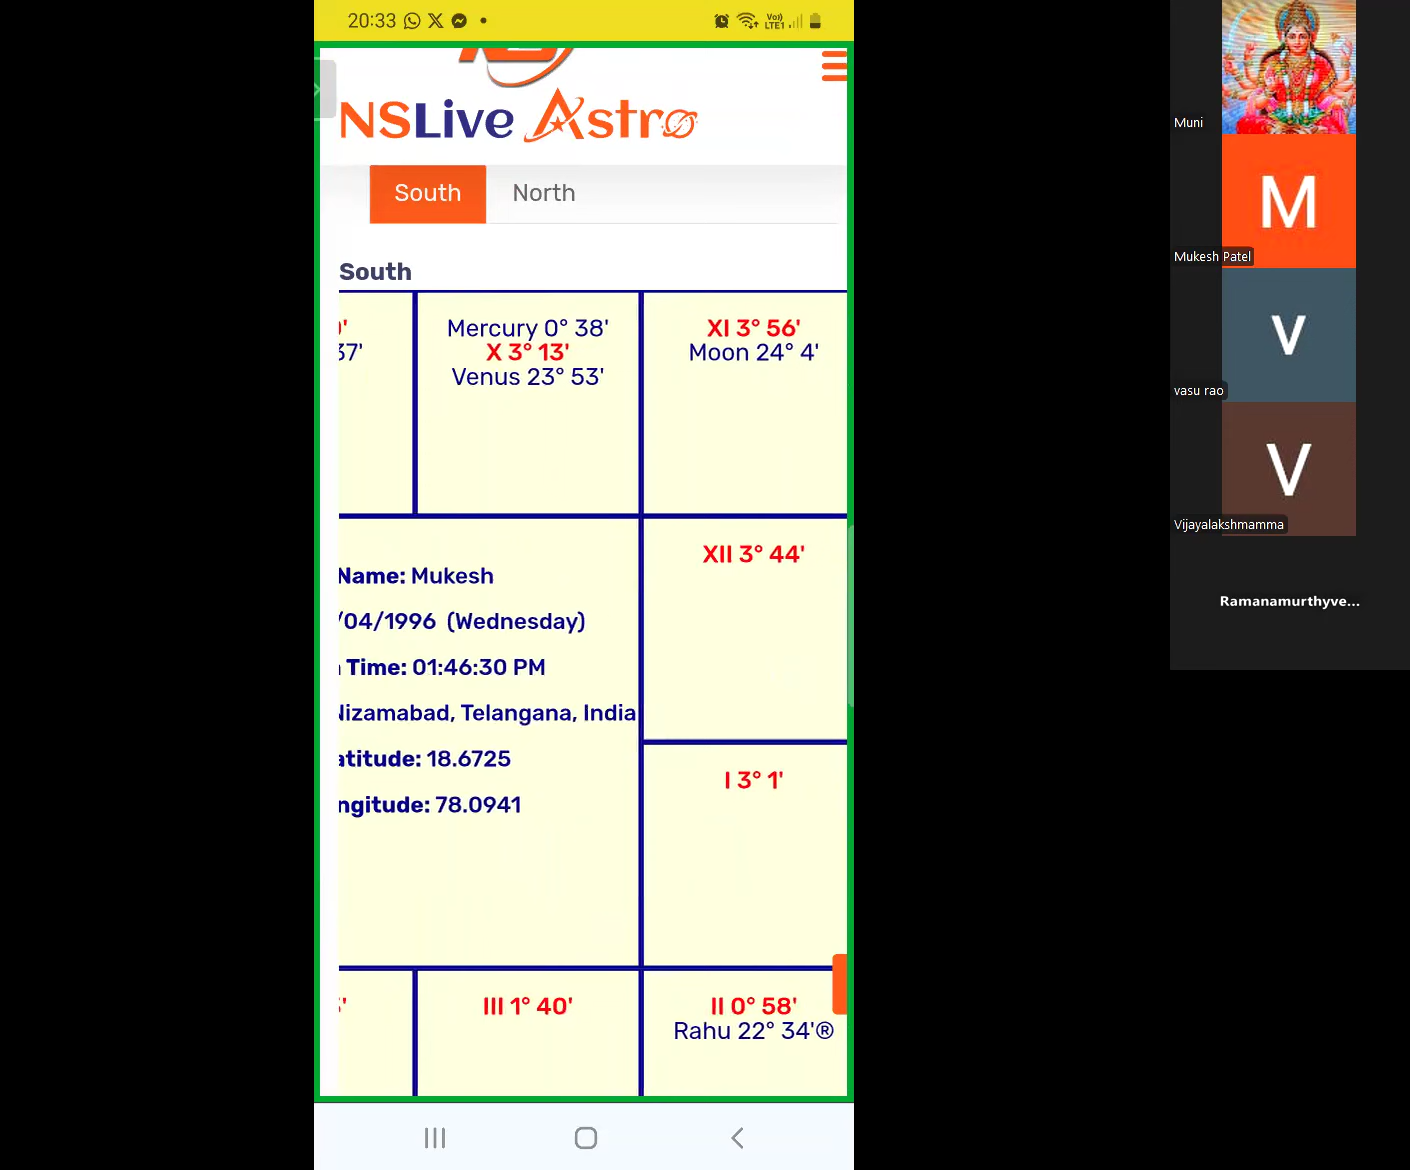 20:33
Vo)
LTE1
NSLive Astro
South North
South
37'
Mercury 0° 38'
X 3° 13'
Venus 23° 53'
XI 3° 56'
Moon 24° 4'
XII 3° 44'
Name: Mukesh
/04/1996 (Wednesday)
Time: 01:46:30 PM
Nizamabad, Telangana, India
atitude: 18.6725
ngitude: 78.0941
I 3° 1'
III 1° 40'
II 0° 58'
Rahu 22° 34'®
Muni
M
Mukesh Patel
V
vasu rao
V
Vijayalakshmamma
Ramanamurthyve...